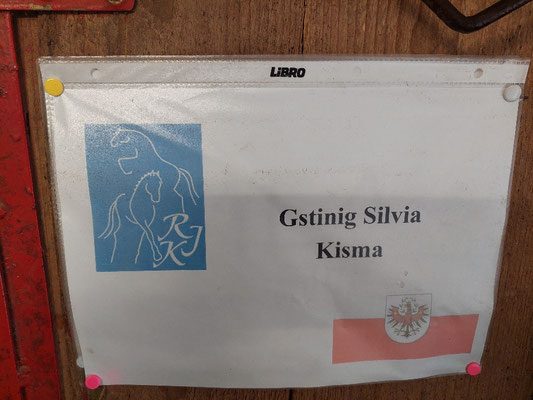 LiBRO
RJ
K
Gstinig Silvia
Kisma